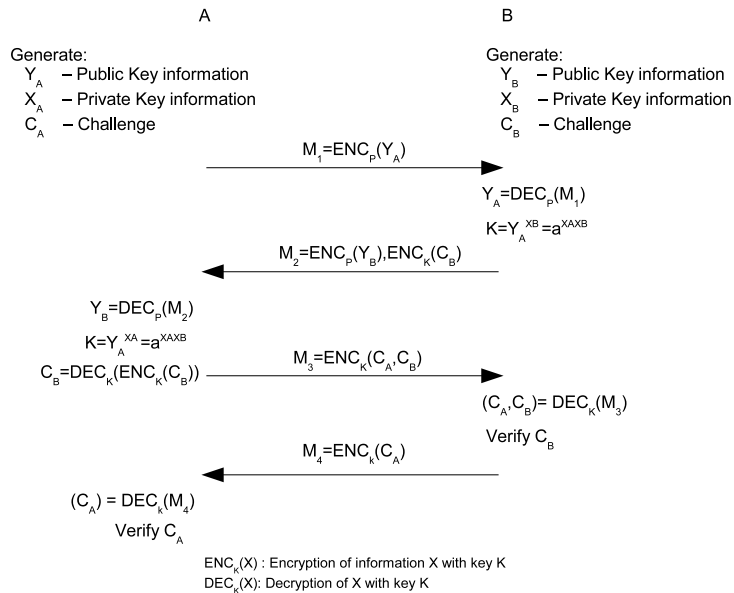 A
B
Generate:
Y_A – Public Key information
X_A – Private Key information
C_A – Challenge
Generate:
Y_B – Public Key information
X_B – Private Key information
C_B – Challenge
M_1=ENC_P(Y_A)
Y_A=DEC_P(M_1)
K=Y_A^XB=a^XAXB
M_2=ENC_P(Y_B),ENC_K(C_B)
Y_B=DEC_P(M_2)
K=Y_A^XA=a^XAXB
C_B=DEC_K(ENC_K(C_B))
M_3=ENC_K(C_A,C_B)
(C_A,C_B)= DEC_K(M_3)
Verify C_B
M_4=ENC_k(C_A)
(C_A) = DEC_k(M_4)
Verify C_A
ENC_K(X) : Encryption of information X with key K
DEC_K(X): Decryption of X with key K